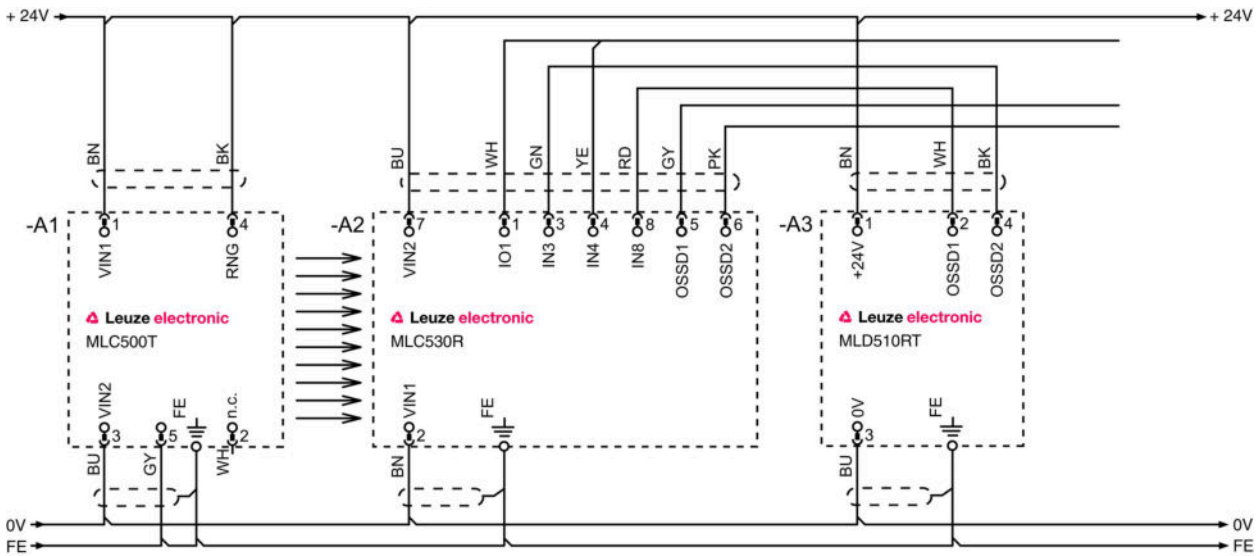 + 24V
+ 24V
BN
BK
BU
WH
GN
YE
RD
GY
PK
BN
WH
BK
-A1
1
4
-A2
7
1
3
4
8
5
6
-A3
1
2
4
VIN1
RNG
VIN2
IO1
IN3
IN4
IN8
OSSD1
OSSD2
+24V
OSSD1
OSSD2
Leuze electronic
Leuze electronic
Leuze electronic
MLC500T
MLC530R
MLD510RT
VIN2
FE
n.c.
VIN1
FE
0V
FE
3
5
2
2
3
BU
GY
WH
BN
BU
0V
0V
FE
FE